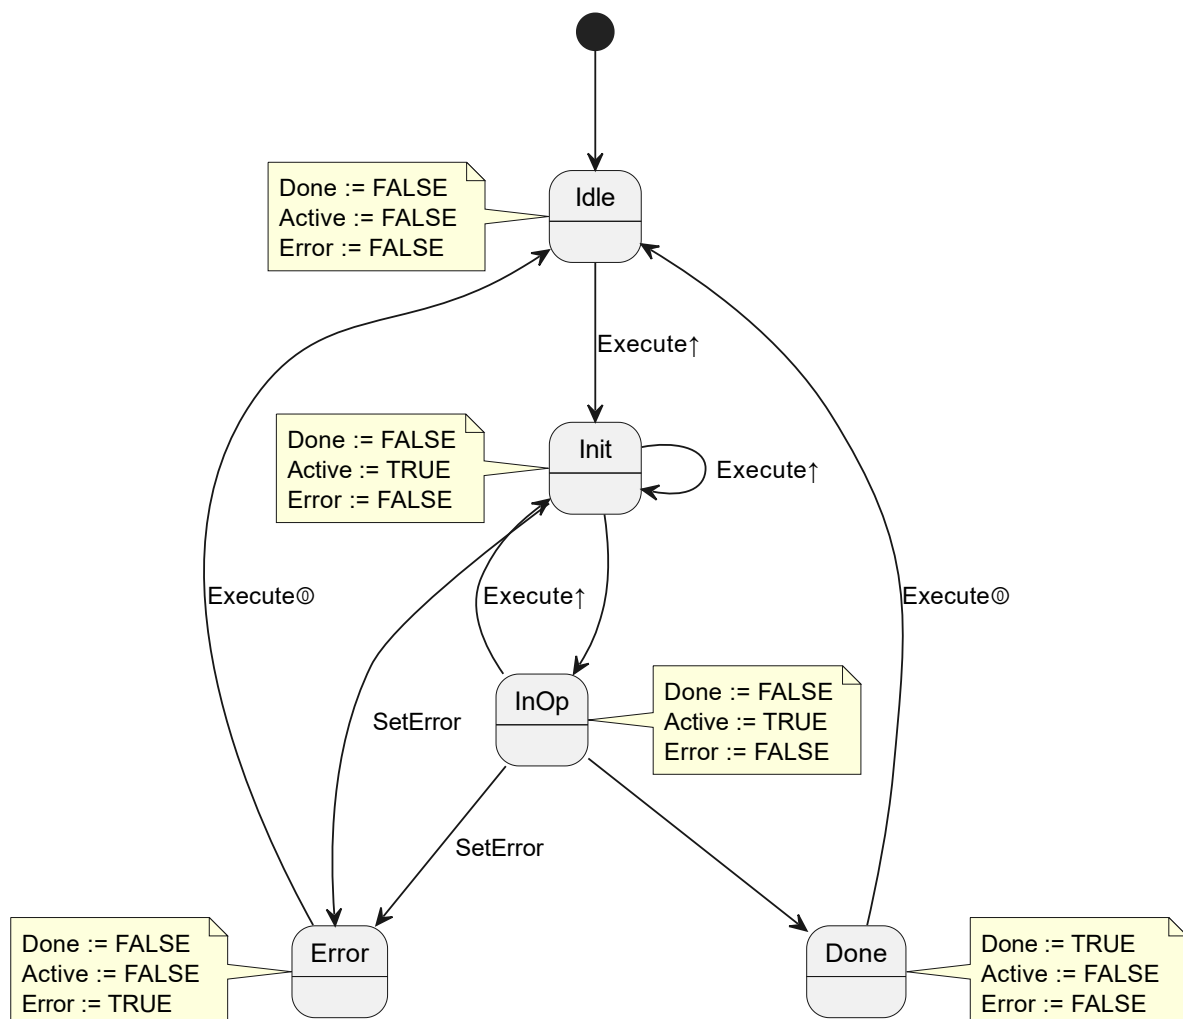 Done := FALSE
Active := FALSE
Error := FALSE
Idle
Execute↑
Done := FALSE
Active := TRUE
Error := FALSE
Init
Execute↑
Execute⓪
Execute↑
Execute⓪
InOp
Done := FALSE
Active := TRUE
Error := FALSE
SetError
SetError
Done := FALSE
Active := FALSE
Error := TRUE
Error
Done
Done := TRUE
Active := FALSE
Error := FALSE